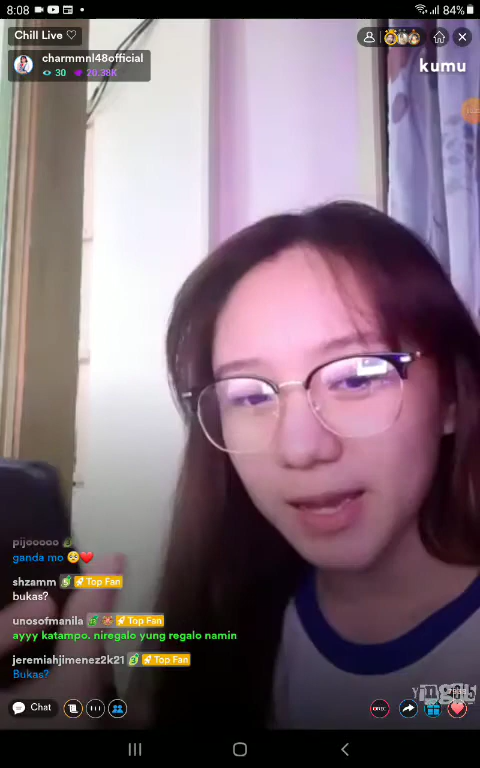 8:08
84%
Chill Live ♡
charmmnl48official
30 20.38K
kumu
pijooooo
ganda mo 🥺❤️
shzamm 5 Top Fan
bukas?
unosofmanila Top Fan
ayyy katampo. niregalo yung regalo namin
jeremiahjimenez2k21 Top Fan
Bukas?
Chat